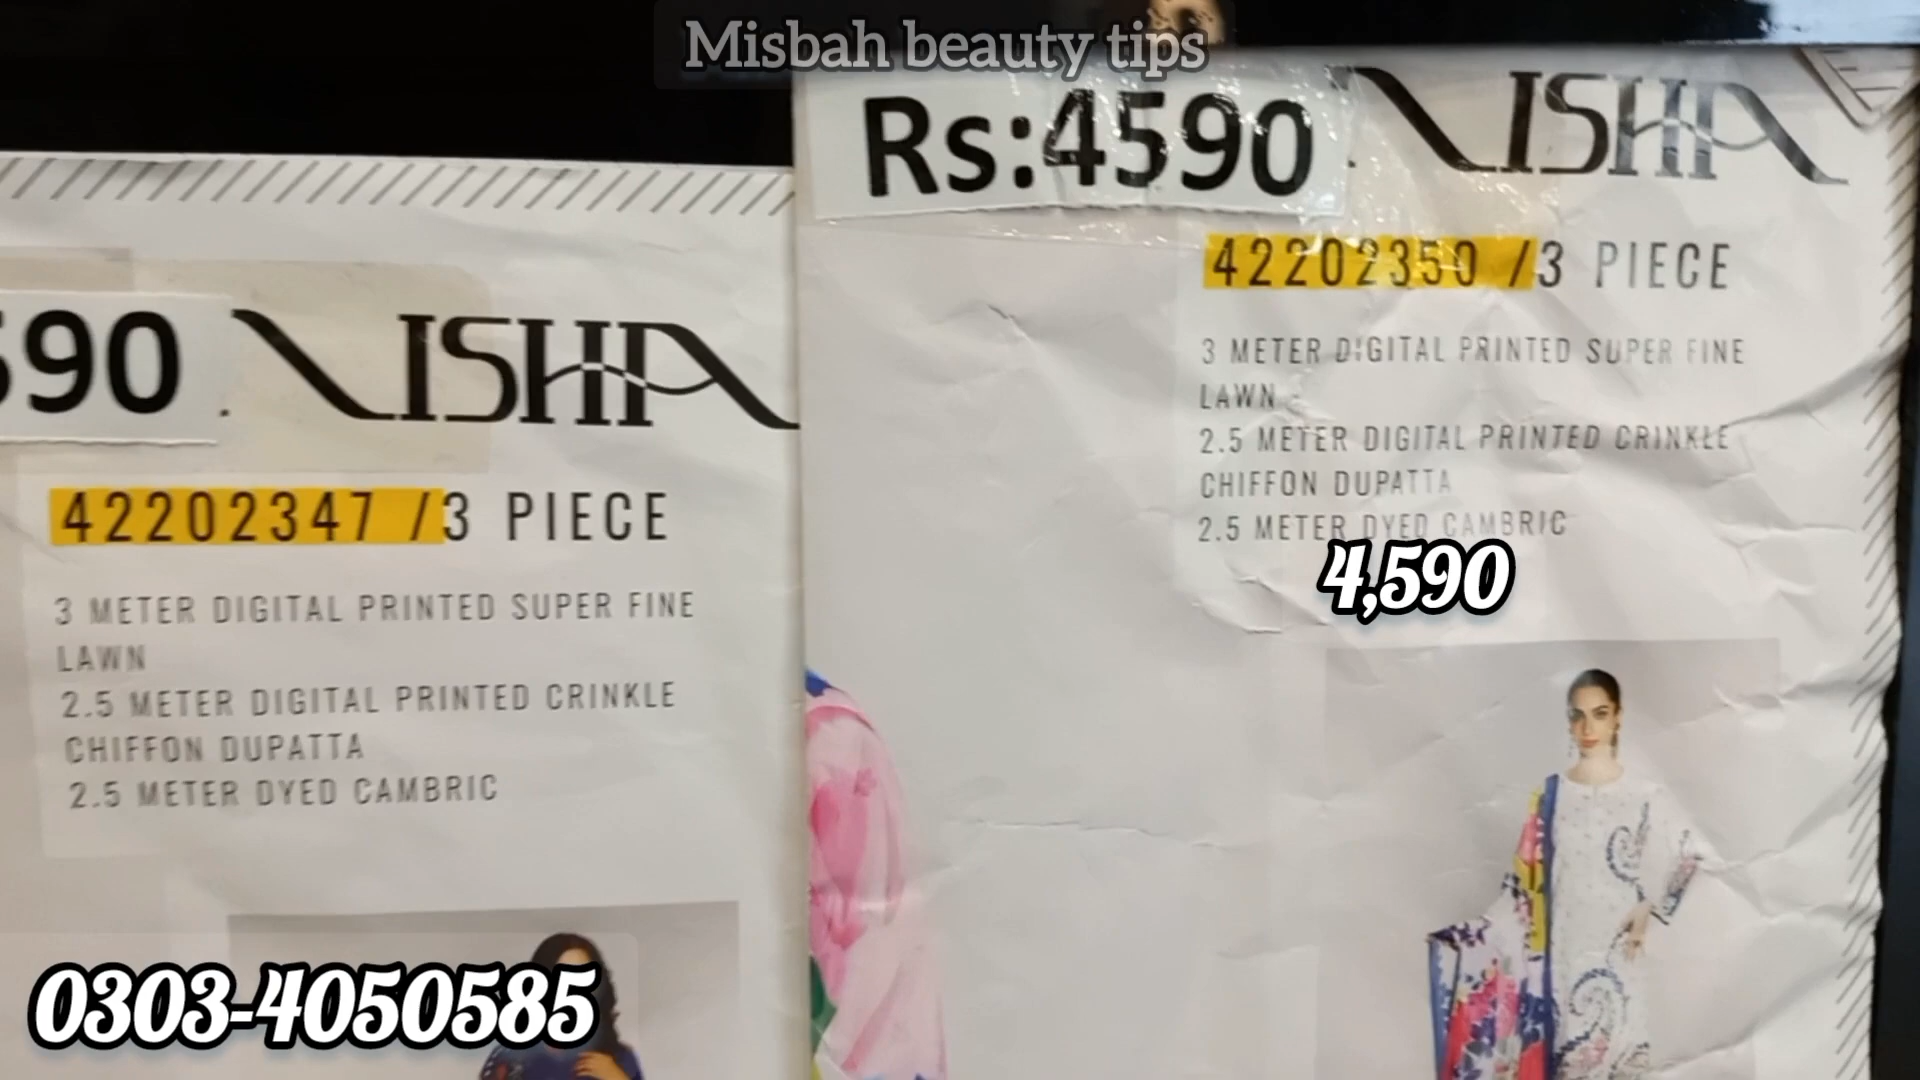 Misbah beauty tips
Rs:4590
NISHA
42202350 /3 PIECE
3 METER DIGITAL PRINTED SUPER FINE
LAWN
2.5 METER DIGITAL PRINTED CRINKLE
CHIFFON DUPATTA
2.5 METER DYED CAMBRIC
4,590
590
NISHA
42202347 /3 PIECE
3 METER DIGITAL PRINTED SUPER FINE
LAWN
2.5 METER DIGITAL PRINTED CRINKLE
CHIFFON DUPATTA
2.5 METER DYED CAMBRIC
0303-4050585